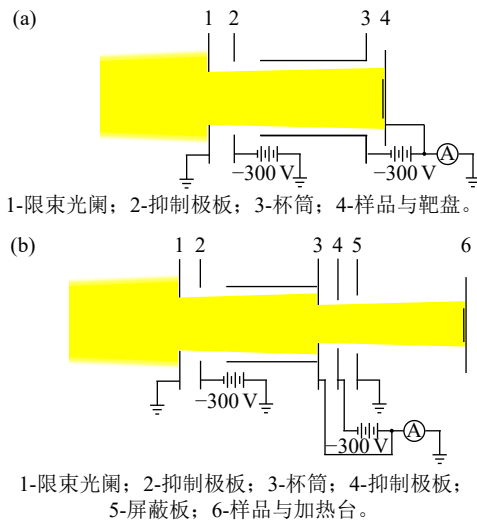 (a)
1 2 3 4
A
−300 V −300 V
1-限束光阑；2-抑制极板；3-杯筒；4-样品与靶盘。
(b)
1 2 3 4 5 6
−300 V
A
−300 V
1-限束光阑；2-抑制极板；3-杯筒；4-抑制极板；
5-屏蔽板；6-样品与加热台。